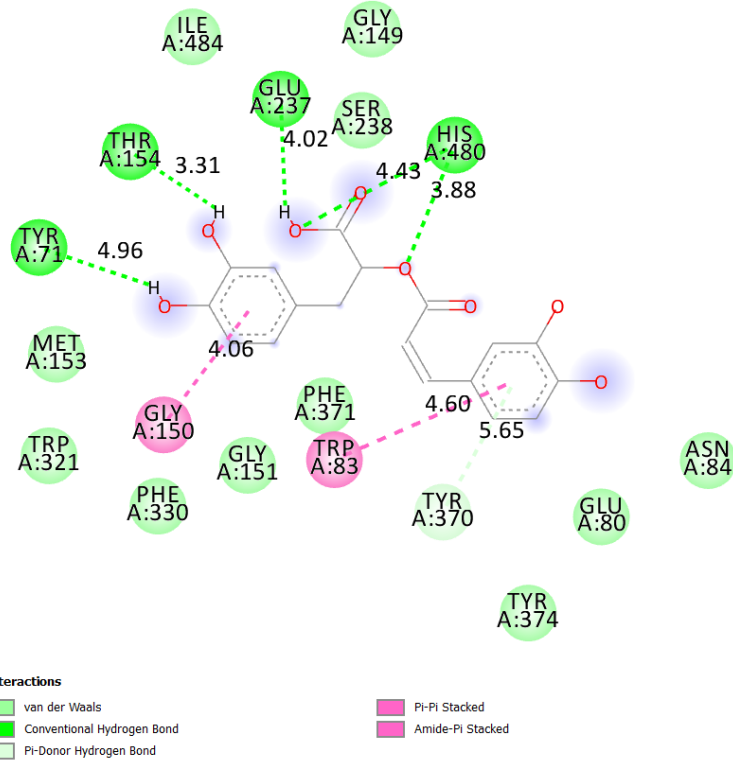 ILE
A:484
GLY
A:149
GLU
A:237
SER
A:238
HIS
A:480
THR
A:154
4.02
3.31
4.43
3.88
H
H
O
O
O
TYR
A:71
4.96
H
O
O
O
O
MET
A:153
4.06
GLY
A:150
PHE
A:371
4.60
O
5.65
TRP
A:321
GLY
A:151
TRP
A:83
ASN
A:84
PHE
A:330
TYR
A:370
GLU
A:80
TYR
A:374
teractions
van der Waals
Conventional Hydrogen Bond
Pi-Donor Hydrogen Bond
Pi-Pi Stacked
Amide-Pi Stacked